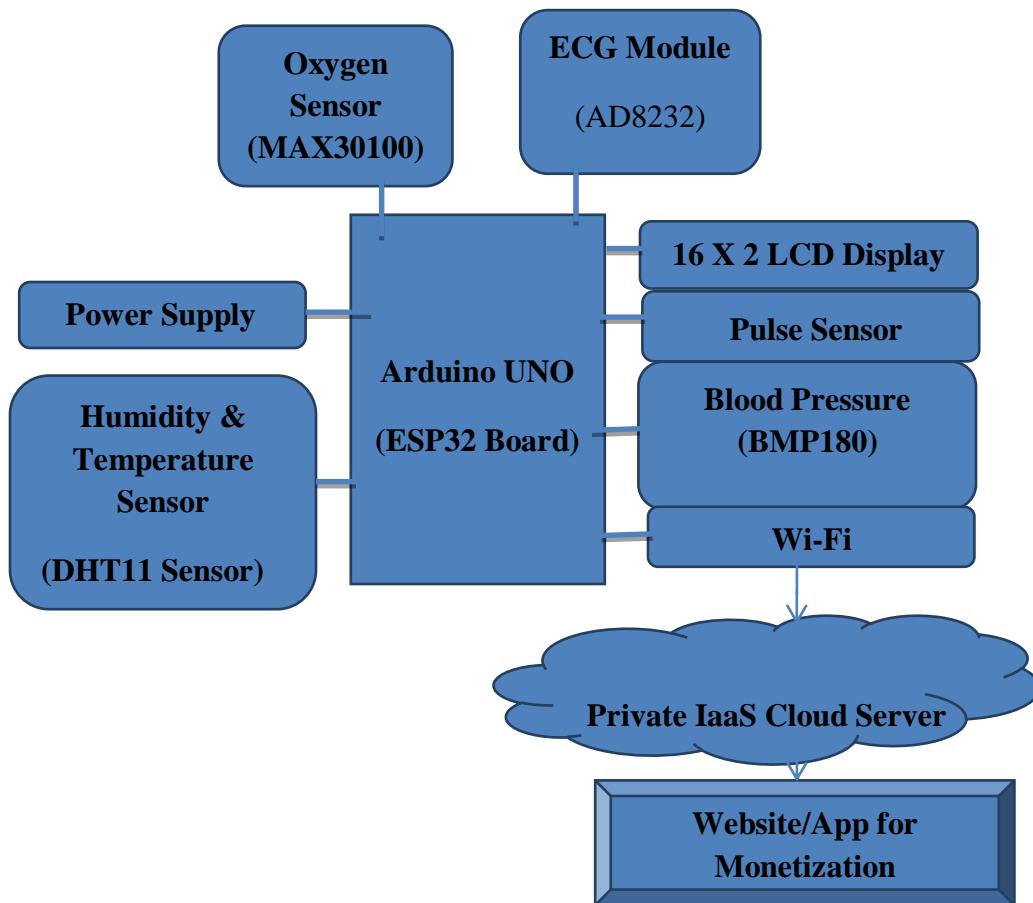 Oxygen
Sensor
(MAX30100)
ECG Module
(AD8232)
16 X 2 LCD Display
Power Supply
Pulse Sensor
Arduino UNO
(ESP32 Board)
Blood Pressure
(BMP180)
Humidity &
Temperature
Sensor
(DHT11 Sensor)
Wi-Fi
Private IaaS Cloud Server
Website/App for
Monetization